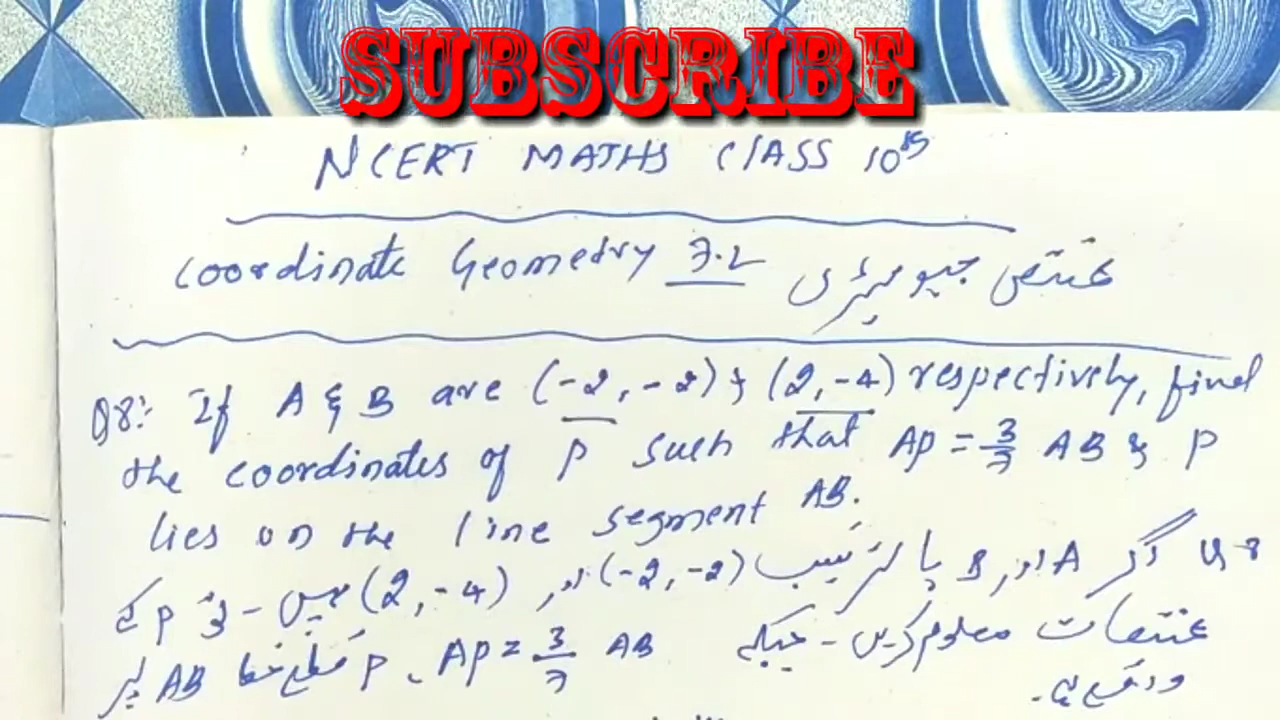 SUBSCRIBE
NCERT MATHS CLASS 10th
Coordinate Geometry 7.2 مختصی جیومیٹری
Q8:- If A & B are (-2, -2) & (2, -4) respectively, find
the coordinates of P such that AP = 3/7 AB & P
lies on the line segment AB.
اگر A اور B بالترتیب (-2, -2) اور (2, -4) ہیں - تو P کے
مختصات معلوم کریں - جبکہ AP = 3/7 AB، P قطع خط AB پر
واقع ہے۔